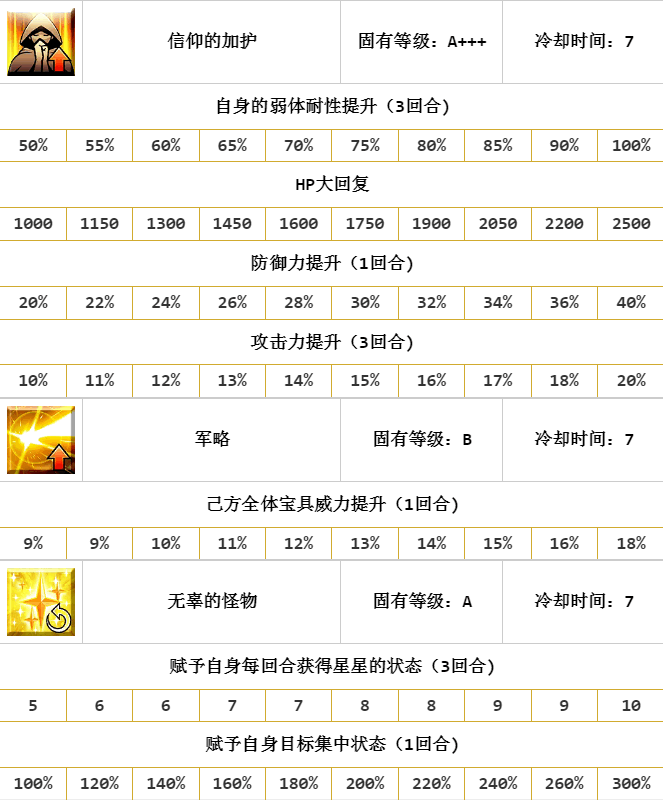 信仰的加护 固有等级：A+++ 冷却时间：7
自身的弱体耐性提升（3回合）
50% 55% 60% 65% 70% 75% 80% 85% 90% 100%
HP大回复
1000 1150 1300 1450 1600 1750 1900 2050 2200 2500
防御力提升（1回合）
20% 22% 24% 26% 28% 30% 32% 34% 36% 40%
攻击力提升（3回合）
10% 11% 12% 13% 14% 15% 16% 17% 18% 20%
军略 固有等级：B 冷却时间：7
己方全体宝具威力提升（1回合）
9% 9% 10% 11% 12% 13% 14% 15% 16% 18%
无辜的怪物 固有等级：A 冷却时间：7
赋予自身每回合获得星星的状态（3回合）
5 6 6 7 7 8 8 9 9 10
赋予自身目标集中状态（1回合）
100% 120% 140% 160% 180% 200% 220% 240% 260% 300%